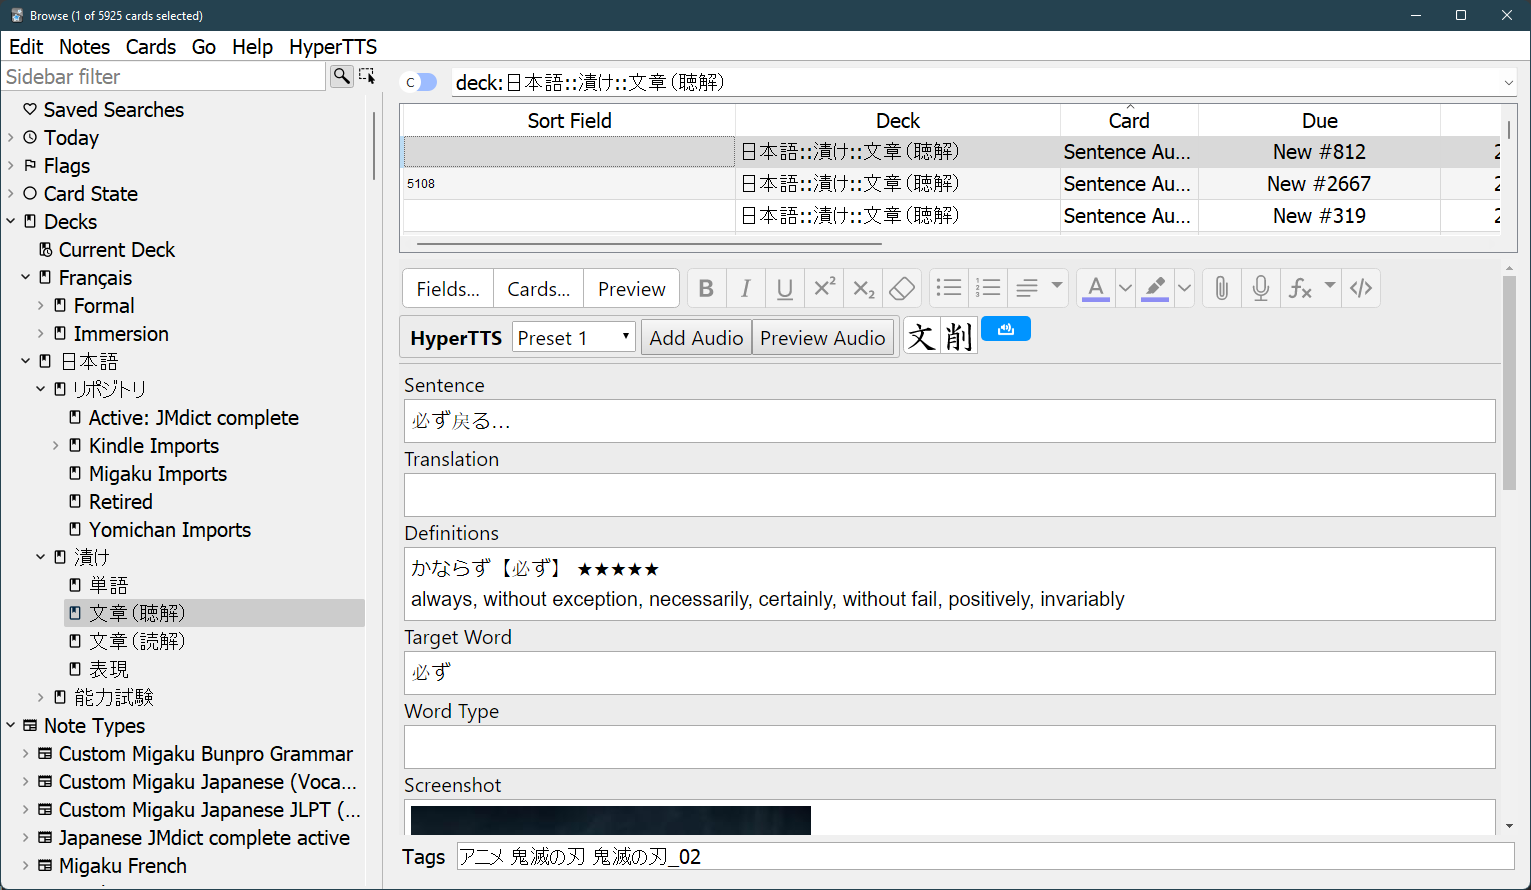 Browse (1 of 5925 cards selected)
Edit Notes Cards Go Help HyperTTS
Sidebar filter
Saved Searches
Today
Flags
Card State
Decks
Current Deck
Français
Formal
Immersion
日本語
リポジトリ
Active: JMdict complete
Kindle Imports
Migaku Imports
Retired
Yomichan Imports
漬け
単語
文章（聴解）
文章（読解）
表現
能力試験
Note Types
Custom Migaku Bunpro Grammar
Custom Migaku Japanese (Voca...
Custom Migaku Japanese JLPT (...
Japanese JMdict complete active
Migaku French
C deck:日本語::漬け::文章（聴解）
Sort Field Deck Card Due
日本語::漬け::文章（聴解） Sentence Au... New #812 2
5108 日本語::漬け::文章（聴解） Sentence Au... New #2667 2
日本語::漬け::文章（聴解） Sentence Au... New #319 2
Fields... Cards... Preview B I U x² x₂ A fx </>
HyperTTS Preset 1 Add Audio Preview Audio 文 削
Sentence
必ず戻る…
Translation
Definitions
かならず【必ず】 ★★★★★
always, without exception, necessarily, certainly, without fail, positively, invariably
Target Word
必ず
Word Type
Screenshot
Tags アニメ 鬼滅の刃 鬼滅の刃_02